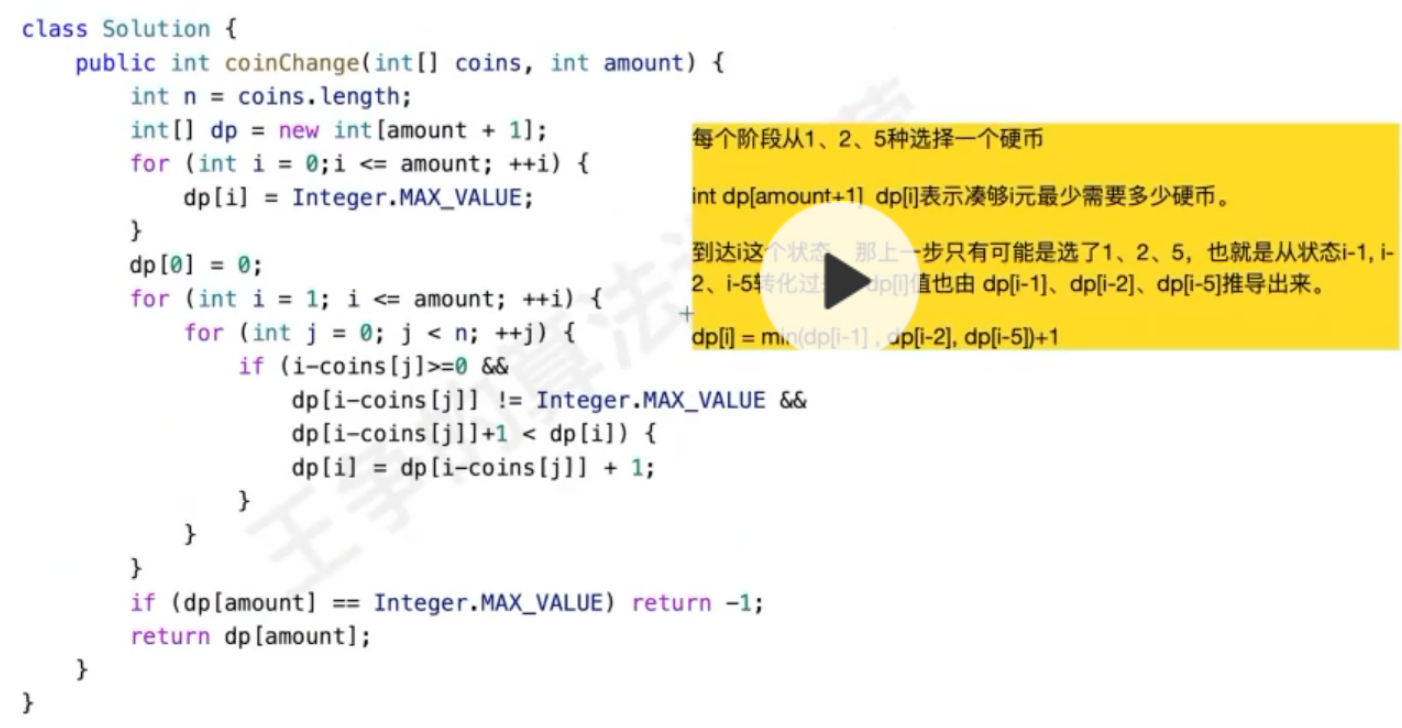 class Solution {
public int coinChange(int[] coins, int amount) {
int n = coins.length;
int[] dp = new int[amount + 1];
for (int i = 0;i <= amount; ++i) {
dp[i] = Integer.MAX_VALUE;
}
dp[0] = 0;
for (int i = 1; i <= amount; ++i) {
for (int j = 0; j < n; ++j) {
if (i-coins[j]>=0 &&
dp[i-coins[j]] != Integer.MAX_VALUE &&
dp[i-coins[j]]+1 < dp[i]) {
dp[i] = dp[i-coins[j]] + 1;
}
}
}
if (dp[amount] == Integer.MAX_VALUE) return -1;
return dp[amount];
}
}
每个阶段从1、2、5种选择一个硬币
int dp[amount+1] dp[i]表示凑够i元最少需要多少硬币。
到达i这个状态，那上一步只有可能是选了1、2、5，也就是从状态i-1, i-
2、i-5转化过 dp[i]值也由 dp[i-1]、dp[i-2]、dp[i-5]推导出来。
dp[i] = min(dp[i-1] , dp[i-2], dp[i-5])+1
王争的算法